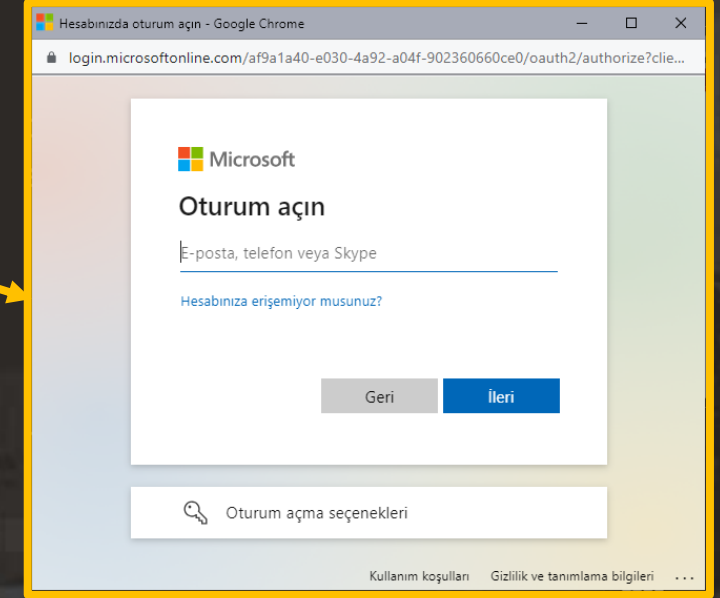 Hesabınızda oturum açın - Google Chrome
login.microsoftonline.com/af9a1a40-e030-4a92-a04f-902360660ce0/oauth2/authorize?clie...
Microsoft
Oturum açın
E-posta, telefon veya Skype
Hesabınıza erişemiyor musunuz?
Geri İleri
Oturum açma seçenekleri
Kullanım koşulları Gizlilik ve tanımlama bilgileri ...